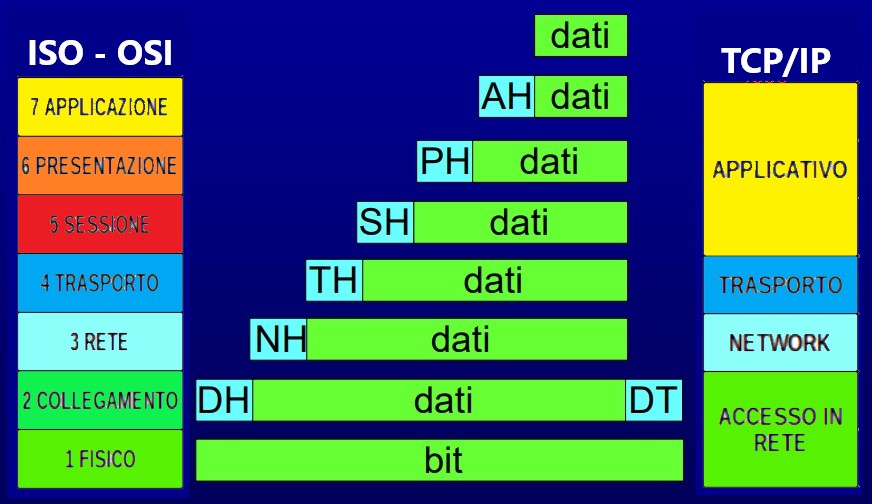 ISO - OSI
7 APPLICAZIONE
6 PRESENTAZIONE
5 SESSIONE
4 TRASPORTO
3 RETE
2 COLLEGAMENTO
1 FISICO
dati
AH dati
PH dati
SH dati
TH dati
NH dati
DH dati DT
bit
TCP/IP
APPLICATIVO
TRASPORTO
NETWORK
ACCESSO IN
RETE